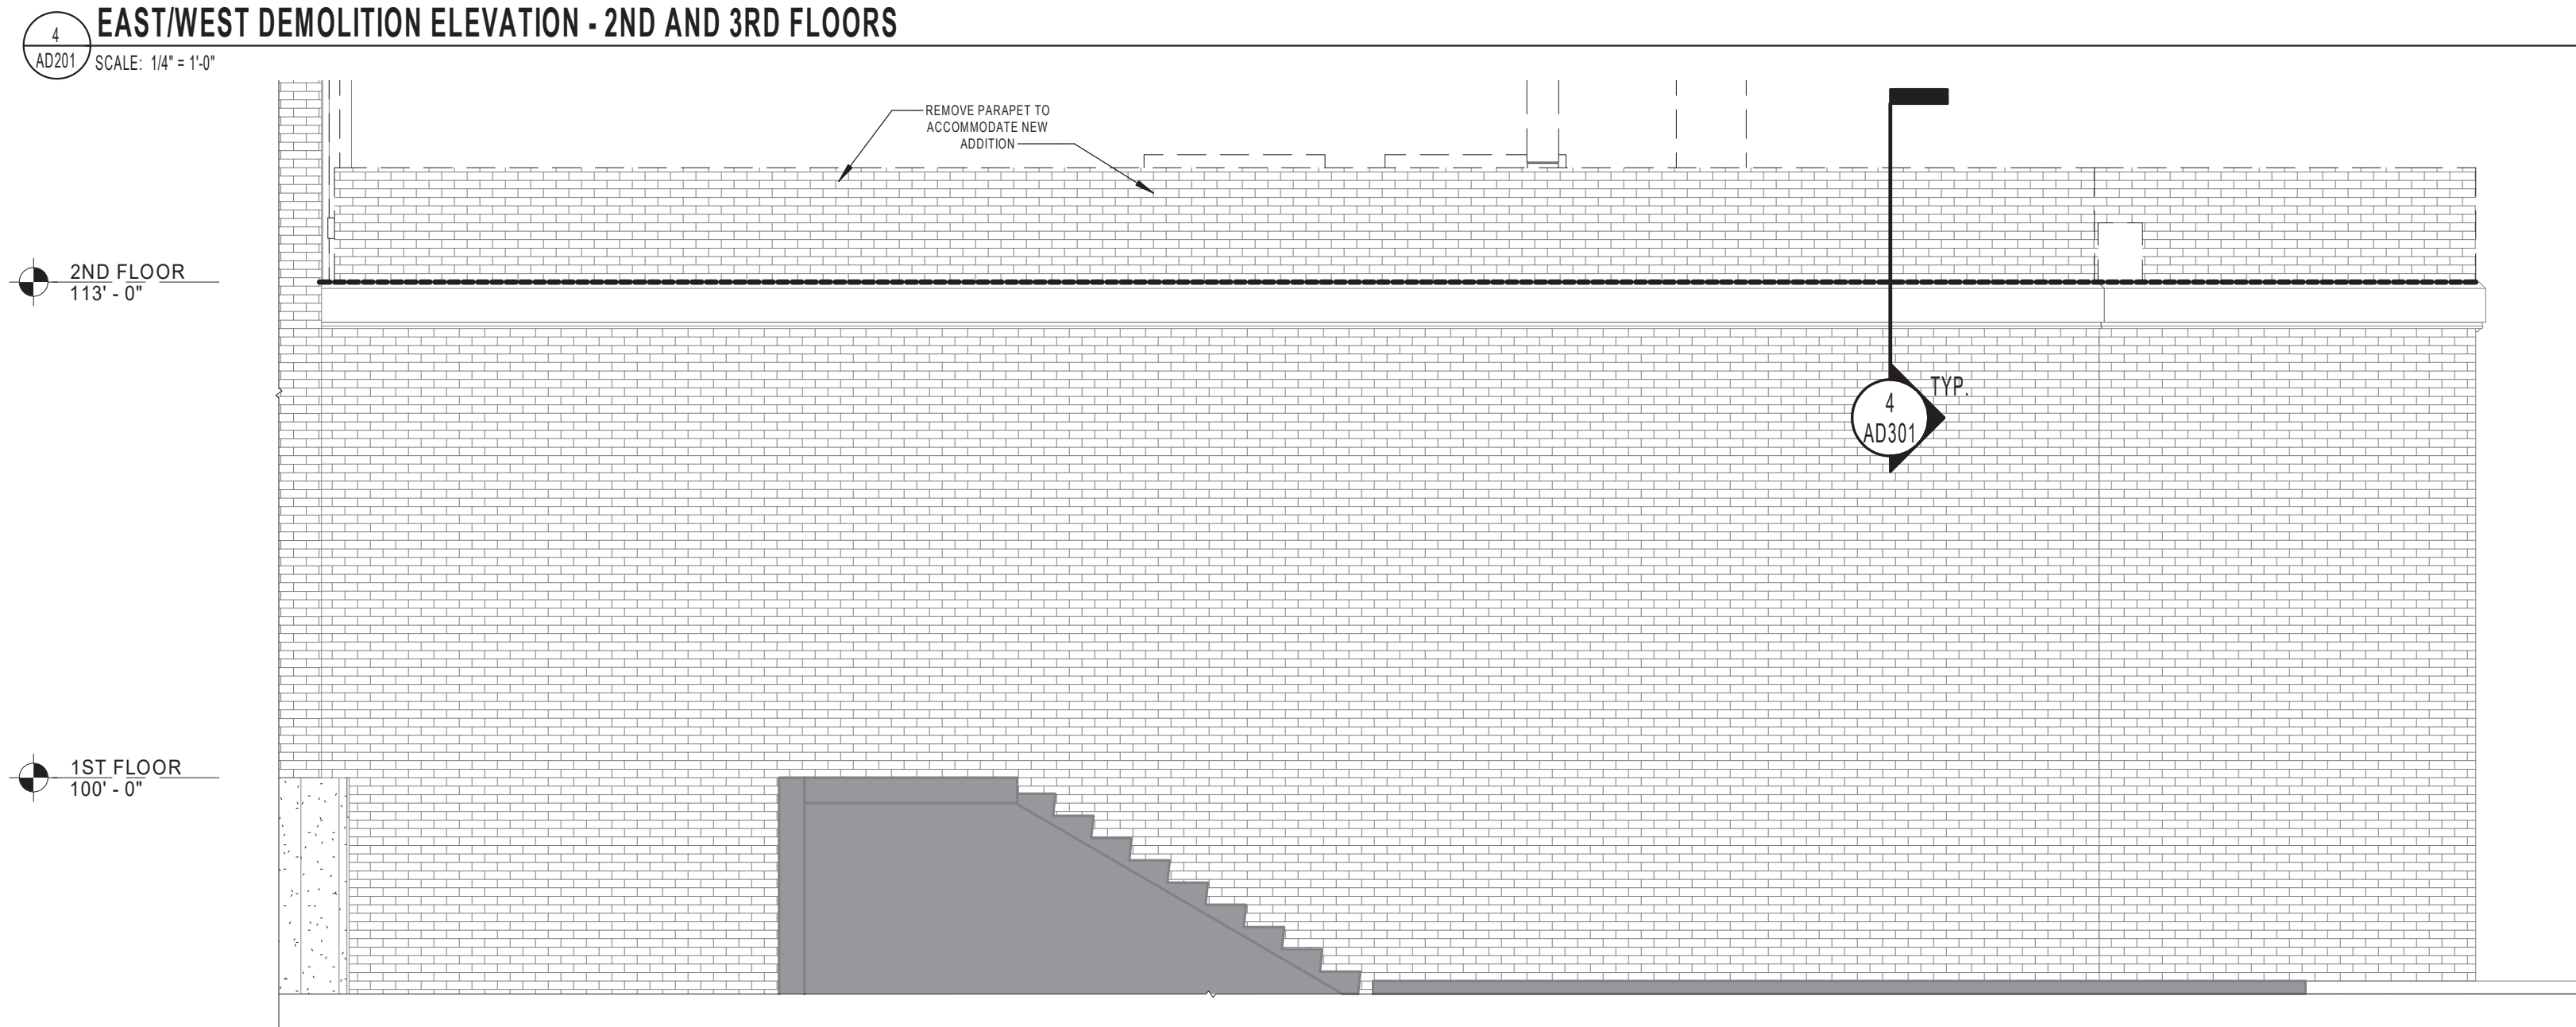 EAST/WEST DEMOLITION ELEVATION - 2ND AND 3RD FLOORS
4
AD201
SCALE: 1/4" = 1'-0"
REMOVE PARAPET TO
ACCOMMODATE NEW
ADDITION
2ND FLOOR
113' - 0"
TYP.
4
AD301
1ST FLOOR
100' - 0"